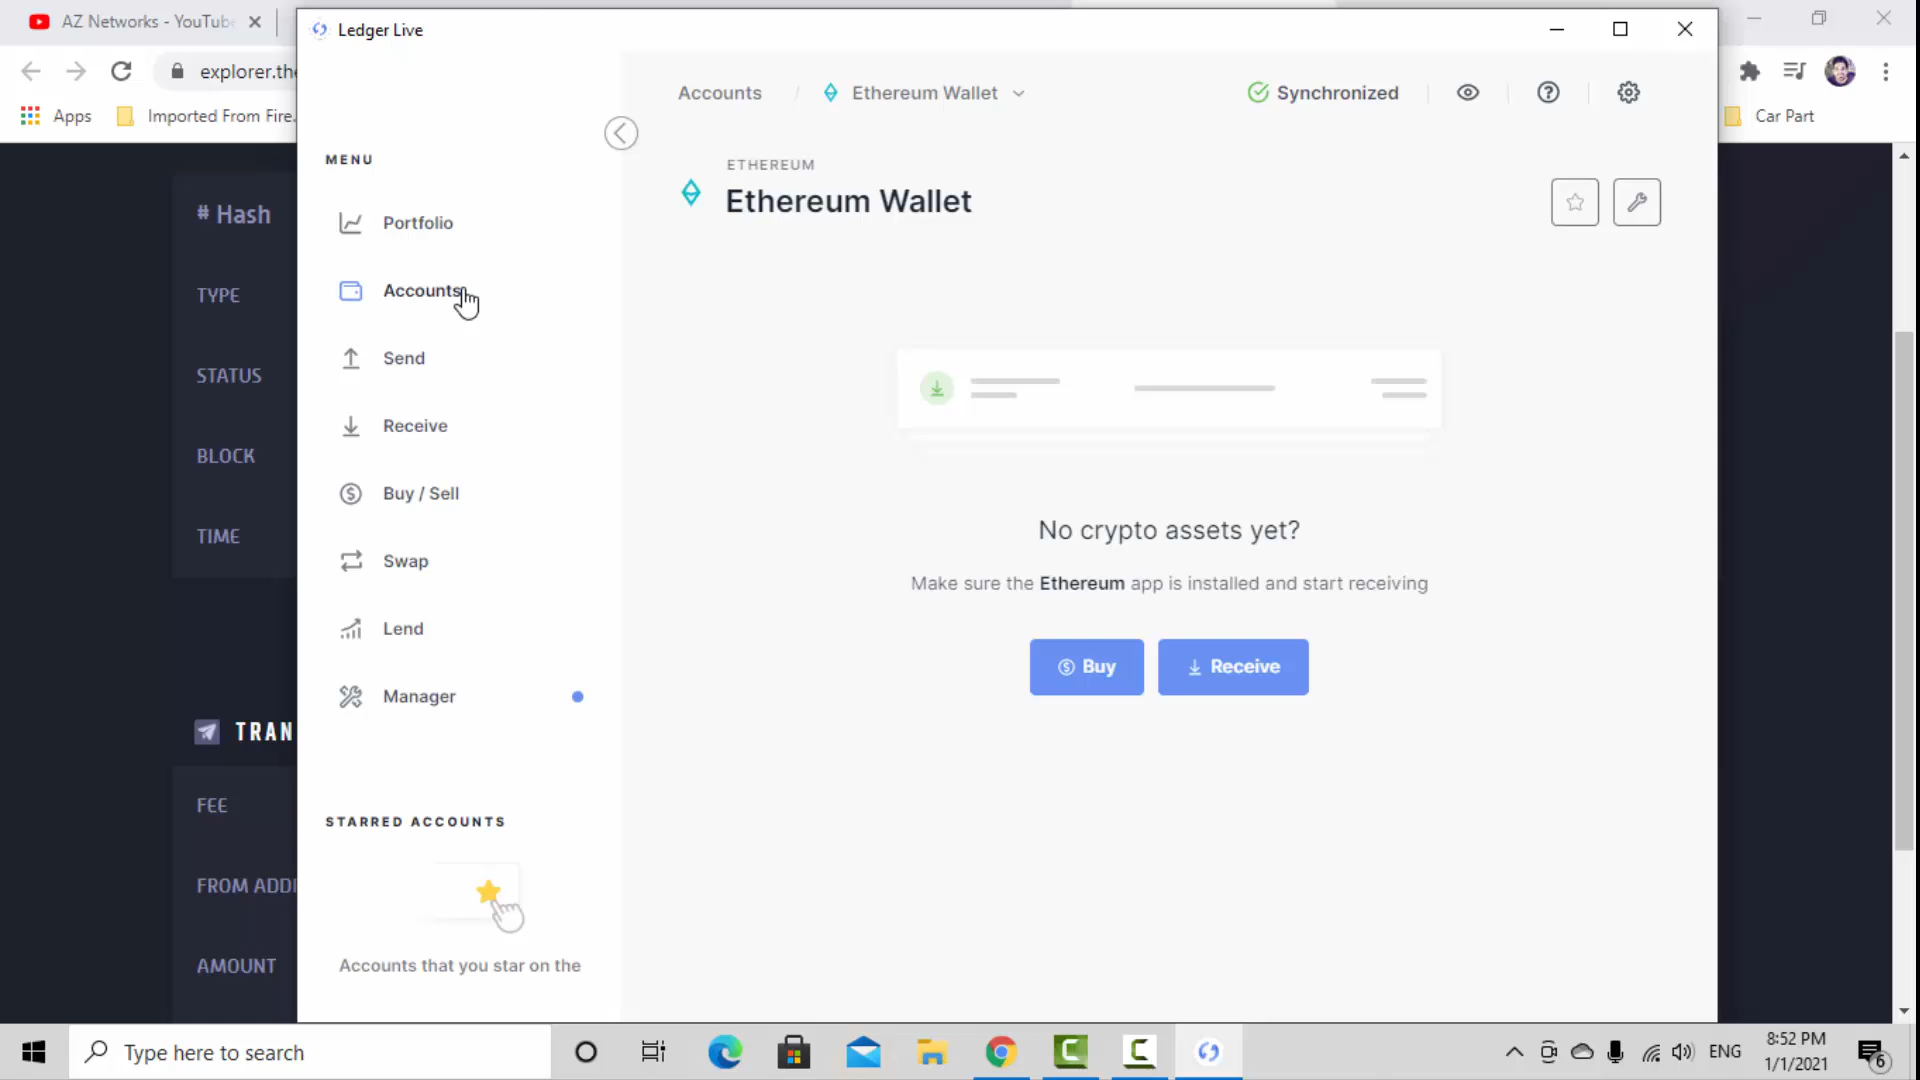 AZ Networks - YouTub
Ledger Live
explorer.the
Apps
Imported From Fire.
Car Part
Accounts / Ethereum Wallet
Synchronized
MENU
ETHEREUM
Ethereum Wallet
# Hash
Portfolio
TYPE
Accounts
STATUS
Send
Receive
BLOCK
Buy / Sell
TIME
Swap
No crypto assets yet?
Make sure the Ethereum app is installed and start receiving
Lend
Buy
Receive
Manager
TRAN
FEE
STARRED ACCOUNTS
FROM ADD
AMOUNT
Accounts that you star on the
Type here to search
ENG
8:52 PM
1/1/2021
6